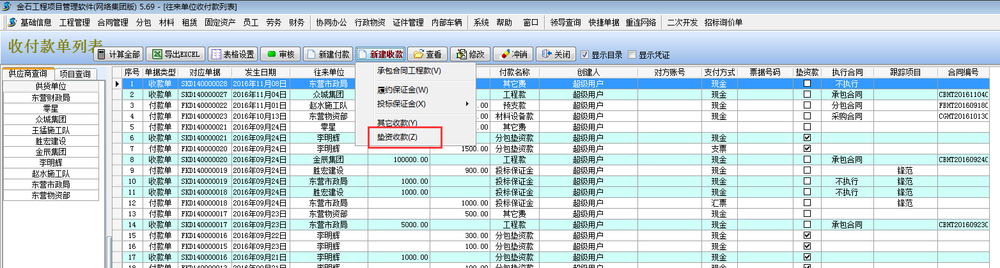 金石工程项目管理软件(网络集团版) 5.69 - [往来单位收付款列表]
基础信息 工程管理 合同管理 分包 材料 租赁 固定资产 员工 劳务 财务 协同办公 行政物资 证件管理 内部车辆 系统 帮助 窗口 领导查询 快捷单据 重连网络 二次开发 招标询价单
收付款单列表 计算全部 导出EXCEL 表格设置 审核 新建付款 新建收款 查看 修改 冲销 关闭 显示目录 显示凭证
供应商查询 项目查询
供货单位
东营财政局
零星
众城集团
王猛施工队
胜宏建设
金辰集团
李明辉
赵水施工队
东营市政局
东营物资部
承包合同工程款(V)
履约保证金(W)
投标保证金(X)
其它收款(Y)
垫资收款(Z)
序号 单据类型 对应单据 发生日期 往来单位 付款名称 创建人 对方账号 支付方式 票据号码 垫资款 执行合同 跟踪项目 合同编号
1 收款单 SKD140000028 2016年11月08日 东营市政局 其它费 超级用户 现金 不执行
2 收款单 SKD140000027 2016年11月04日 众城集团 工程款 超级用户 现金 承包合同 CBHT20161104
3 付款单 FKD140000022 2016年11月01日 赵水施工队 .00 预支款 超级用户 现金 分包合同 FBHT20160918
4 付款单 FKD140000023 2016年10月13日 东营物资部 .00 材料设备款 超级用户 现金 采购合同 CGHT20161013
5 付款单 FKD140000021 2016年09月24日 零星 .00 其它费 超级用户
6 收款单 SKD140000021 2016年09月24日 李明辉 分包垫资款 超级用户 现金
7 付款单 FKD140000020 2016年09月24日 李明辉 1500.00 分包垫资款 超级用户 支票
8 收款单 SKD140000020 2016年09月24日 金辰集团 100000.00 工程款 超级用户 现金 承包合同 CBHT20160924
9 付款单 FKD140000019 2016年09月24日 胜宏建设 900.00 投标保证金 超级用户 现金 锋范
10 收款单 SKD140000019 2016年09月24日 东营市政局 1000.00 投标保证金 超级用户 现金 不执行 锋范
11 收款单 SKD140000018 2016年09月24日 胜宏建设 1000.00 投标保证金 超级用户 现金 不执行 锋范
12 付款单 FKD140000018 2016年09月24日 东营市政局 1000.00 投标保证金 超级用户 汇票 锋范
13 付款单 FKD140000017 2016年09月23日 东营物资部 500.00 其它费 超级用户 现金
14 收款单 SKD140000017 2016年09月23日 东营市政局 5000.00 工程款 超级用户 现金 承包合同 CBHT20160923
15 付款单 FKD140000016 2016年09月22日 李明辉 300.00 分包垫资款 超级用户 现金
16 付款单 FKD140000015 2016年09月23日 李明辉 100.00 分包垫资款 超级用户 现金
17 收款单 SKD140000016 2016年09月21日 李明辉 1000.00 分包垫资款 超级用户 现金